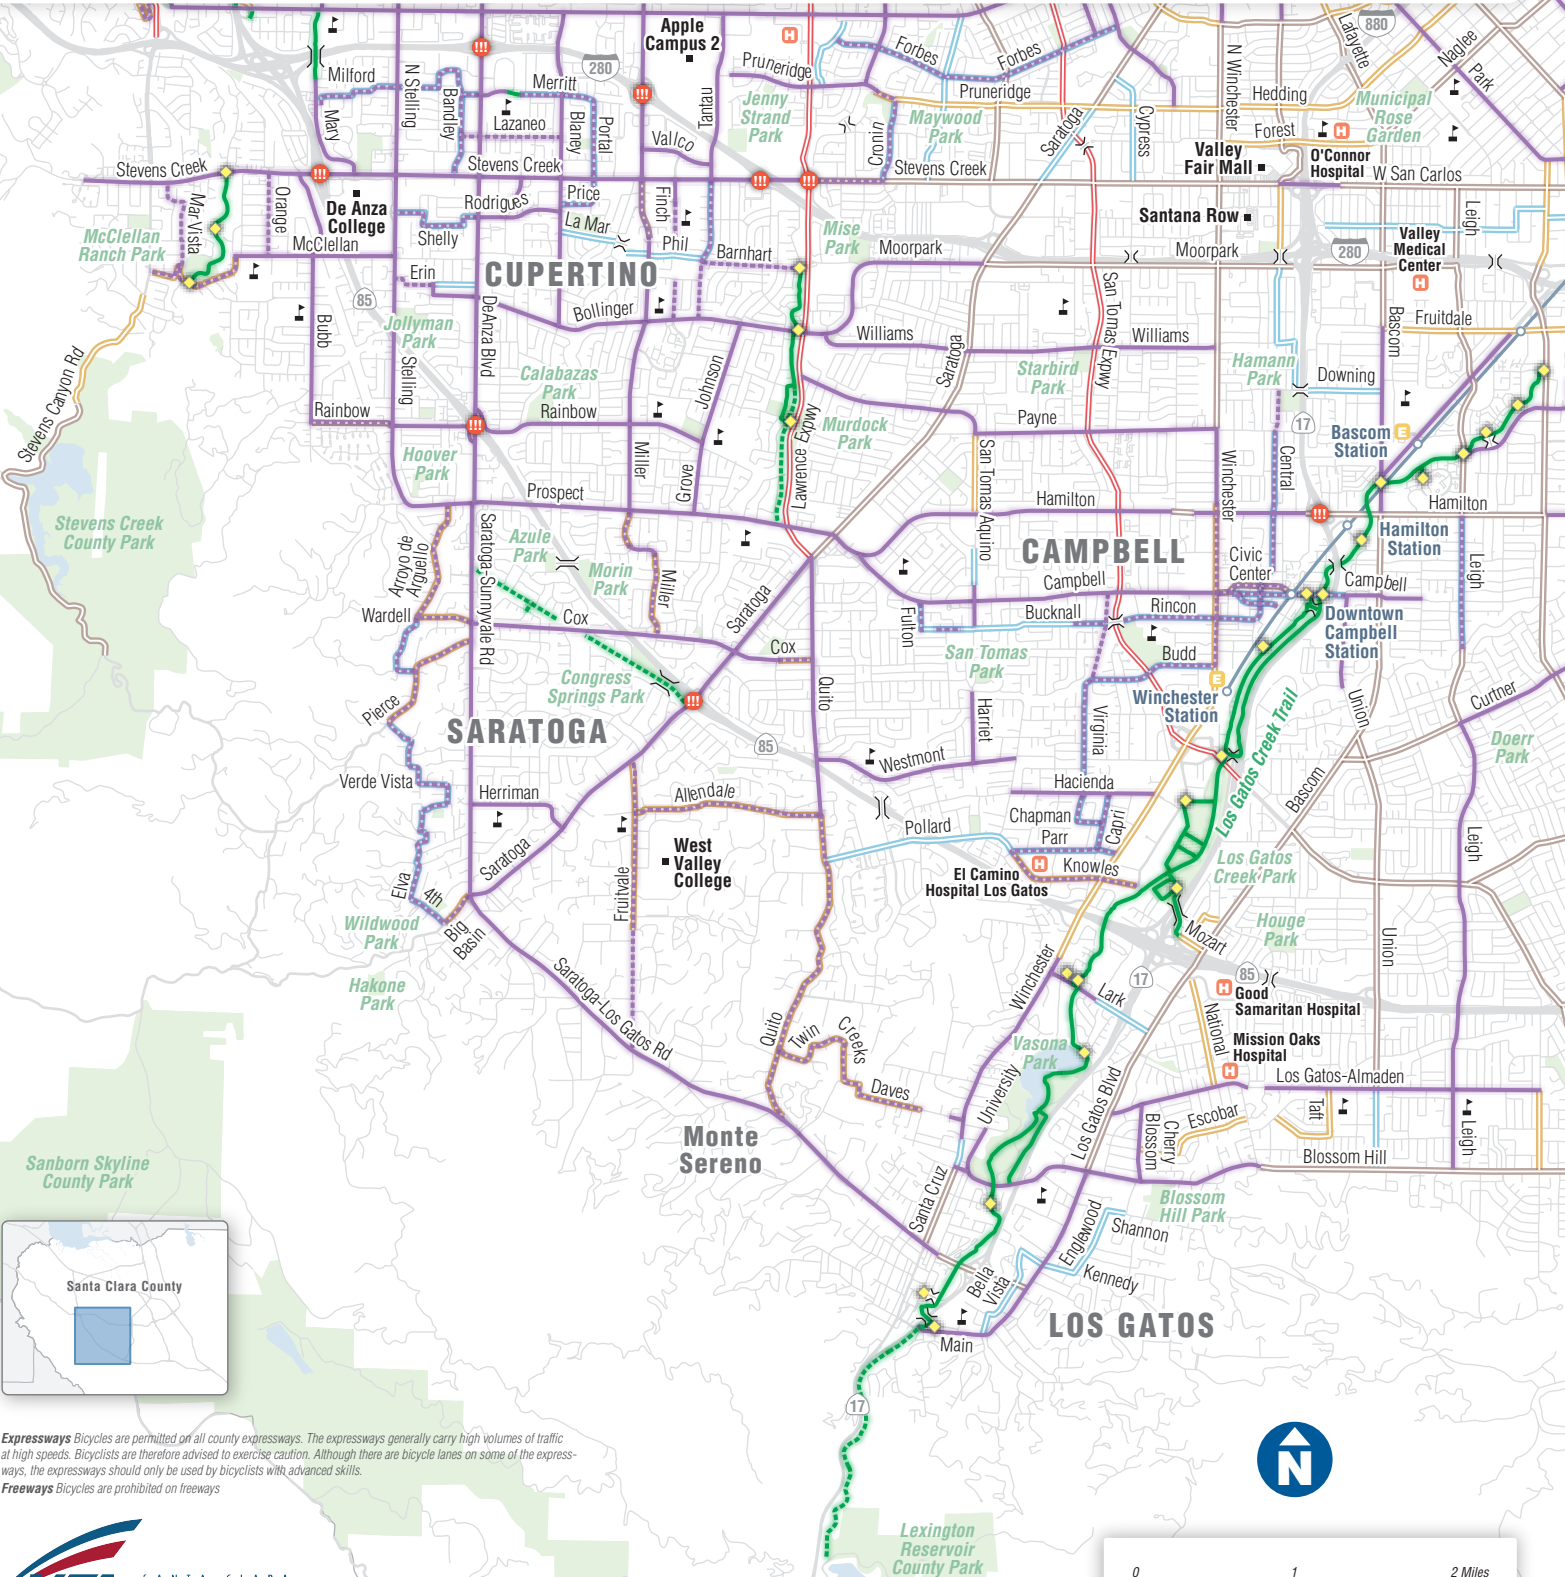 Apple
Campus 2
280
880
Lafayette
Naglee
Park
Forbes
Forbes
Pruneridge
Pruneridge
N Winchester
Hedding
Municipal
Rose
Garden
Milford
Mary
N Stelling
Bandley
Merritt
Lazaneo
Blaney
Portal
Tantau
Vallco
Jenny
Strand
Park
Cronin
Maywood
Park
Saratoga
Cypress
Forest
O'Connor
Hospital
Valley
Fair Mall
W San Carlos
Stevens Creek
Stevens Creek
Stevens Creek
Mar Vista
Orange
De Anza
College
McClellan
McClellan
Ranch Park
Rodrigues
Price
Finch
La Mar
Phil
Shelly
Erin
Barnhart
Mise
Park
Moorpark
Moorpark
Santana Row
Leigh
280
Valley
Medical
Center
CUPERTINO
85
Bubb
Jollyman
Park
Stelling
DeAnza Blvd
Bollinger
Calabazas
Park
Johnson
Williams
Williams
Saratoga
San Tomas Expwy
Starbird
Park
Hamann
Park
Bascom
Fruitdale
Downing
Stevens Canyon Rd
Rainbow
Rainbow
Hoover
Park
Miller
Grove
Lawrence Expwy
Murdock
Park
Payne
San Tomas Aquino
Winchester
Central
17
Bascom
Station
Prospect
Hamilton
Hamilton
Stevens Creek
County Park
Azule
Park
Morin
Park
Arroyo de
Arguello
Saratoga-Sunnyvale Rd
Miller
CAMPBELL
Hamilton
Station
Civic
Center
Campbell
Campbell
Leigh
Wardell
Cox
Cox
Saratoga
Fulton
Bucknall
Rincon
Downtown
Campbell
Station
San Tomas
Park
Budd
Congress
Springs Park
Quito
Pierce
SARATOGA
85
Harriet
Winchester
Station
Virginia
Union
Curtner
Doerr
Park
Westmont
Hacienda
Los Gatos Creek Trail
Bascom
Verde Vista
Herriman
Allendale
Saratoga
West
Valley
College
Fruitvale
Pollard
Chapman
Parr
Capri
Knowles
El Camino
Hospital Los Gatos
Los Gatos
Creek Park
Leigh
Elva
4th
Big
Basin
Wildwood
Park
Hakone
Park
Houge
Park
Mozart
Union
Saratoga-Los Gatos Rd
Winchester
17
85
Lark
Good
Samaritan Hospital
National
Mission Oaks
Hospital
Quito
Twin
Creeks
Daves
Vasona
Park
University
Los Gatos Blvd
Los Gatos-Almaden
Monte
Sereno
Cherry
Blossom
Escobar
Taft
Leigh
Blossom Hill
Sanborn Skyline
County Park
Santa Cruz
Blossom
Hill Park
Englewood
Shannon
Kennedy
Bella
Vista
Santa Clara County
LOS GATOS
Main
17
Expressways Bicycles are permitted on all county expressways. The expressways generally carry high volumes of traffic
at high speeds. Bicyclists are therefore advised to exercise caution. Although there are bicycle lanes on some of the express-
ways, the expressways should only be used by bicyclists with advanced skills.
Freeways Bicycles are prohibited on freeways
N
Lexington
Reservoir
County Park
0 1 2 Miles